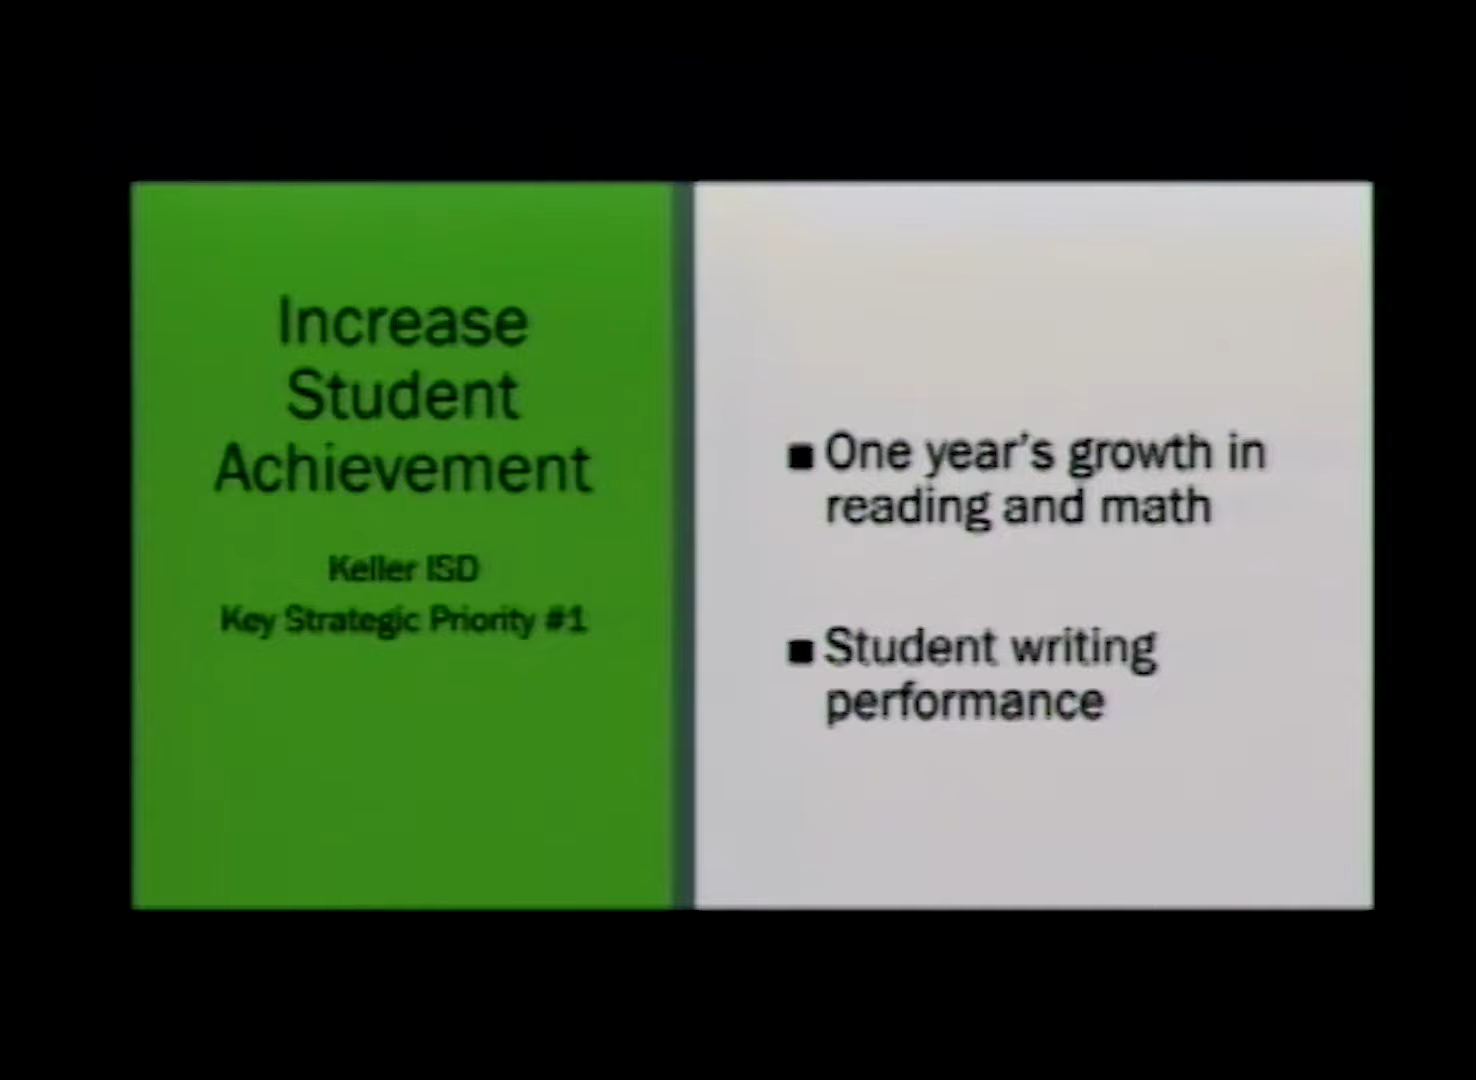 Increase
Student
Achievement
Keller ISD
Key Strategic Priority #1
■ One year's growth in
reading and math
■ Student writing
performance